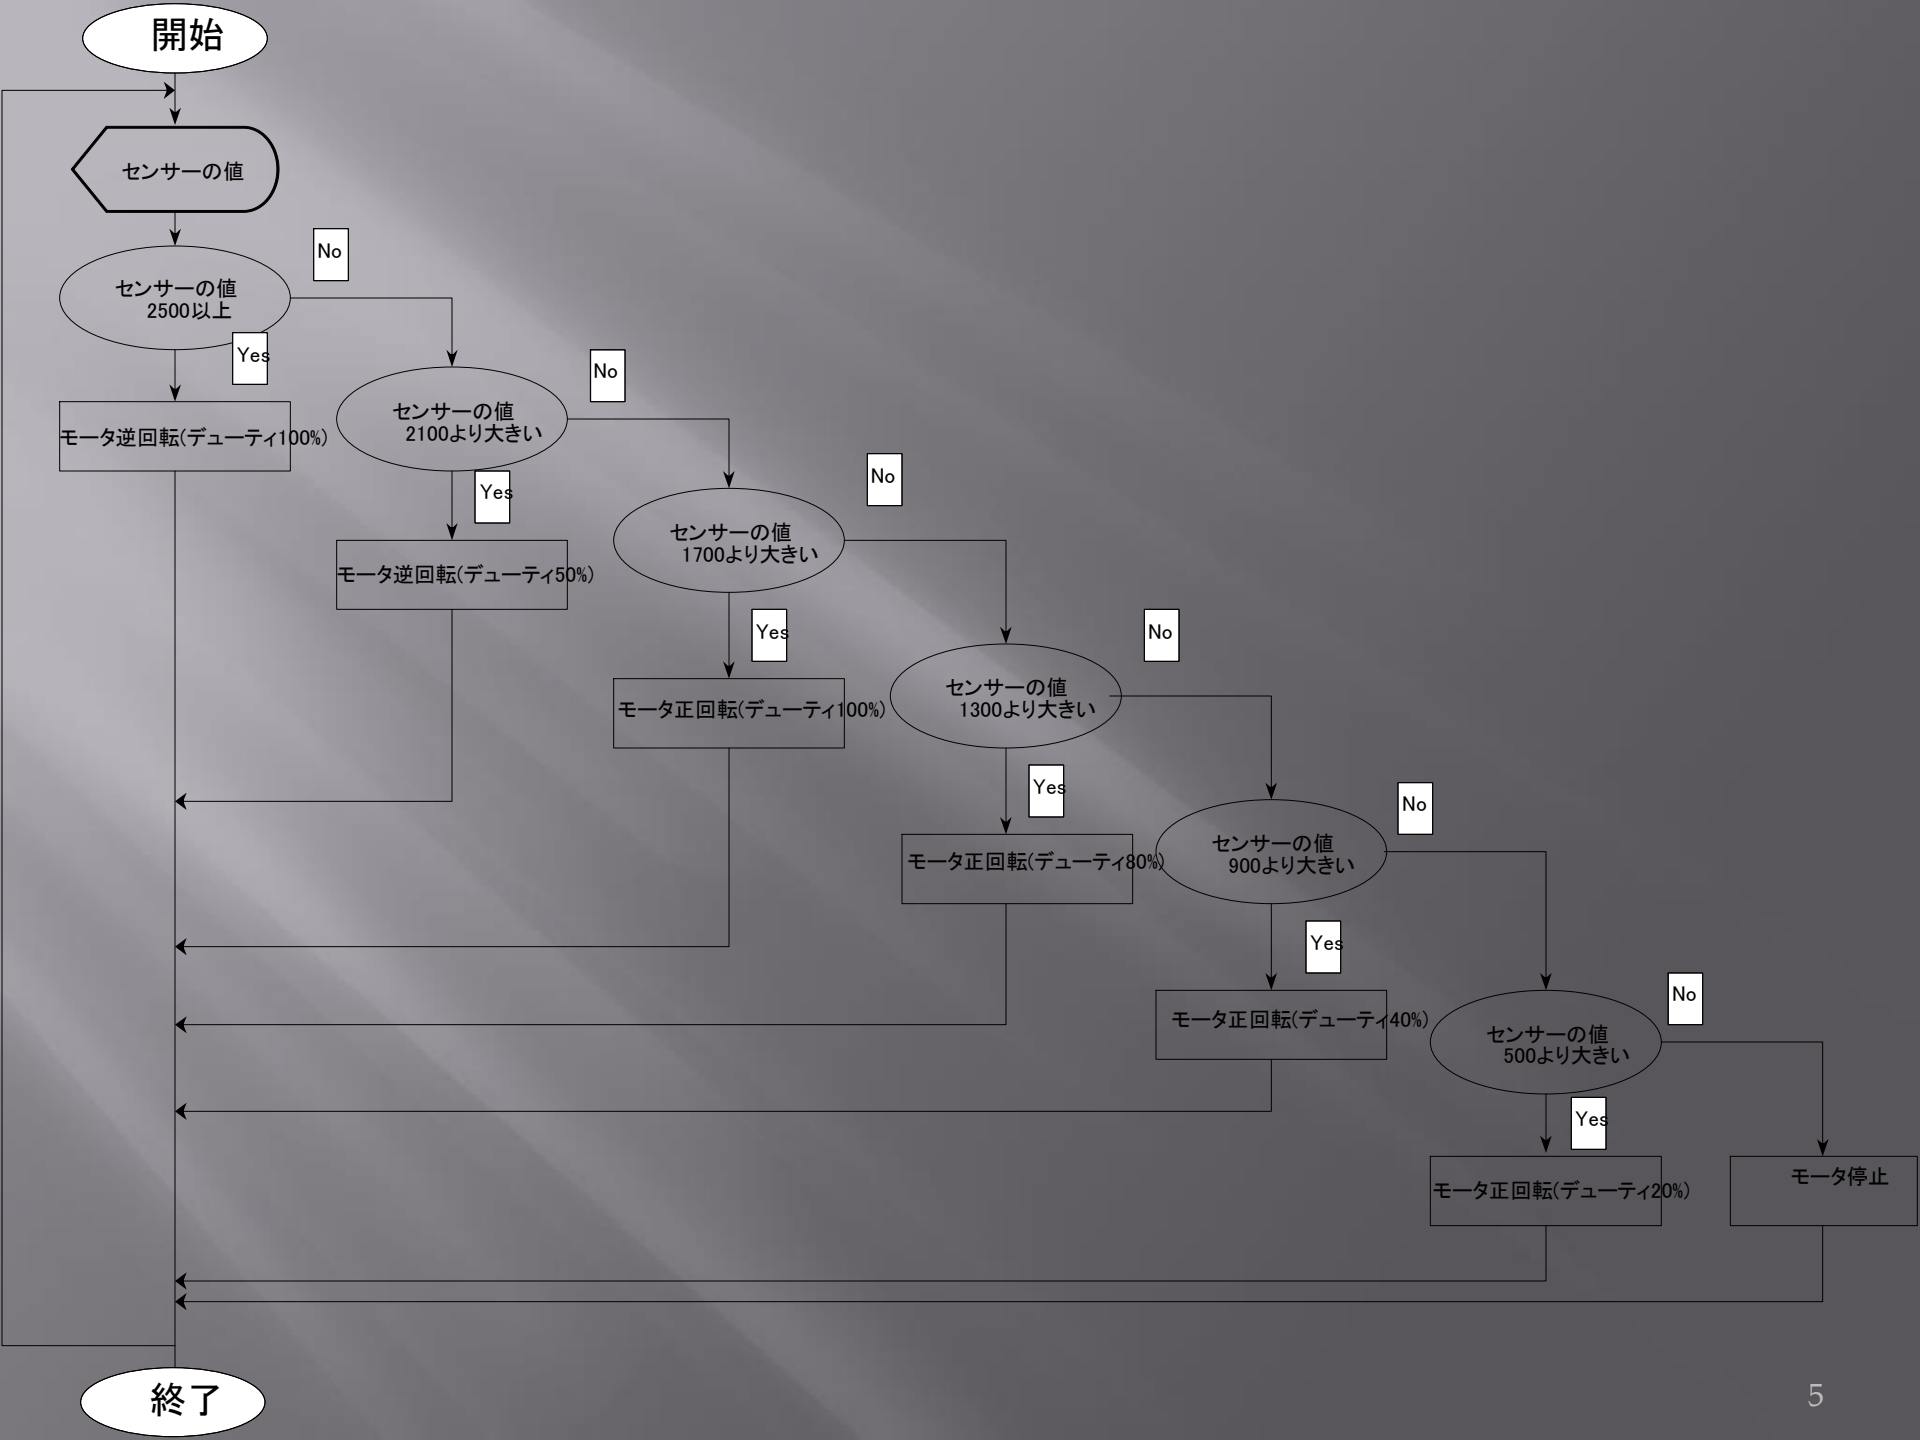 開始
センサーの値
No
センサーの値
2500以上
Yes
モータ逆回転(デューティ100%)
No
センサーの値
2100より大きい
Yes
モータ逆回転(デューティ50%)
No
センサーの値
1700より大きい
Yes
モータ正回転(デューティ100%)
No
センサーの値
1300より大きい
Yes
モータ正回転(デューティ80%)
No
センサーの値
900より大きい
Yes
モータ正回転(デューティ40%)
No
センサーの値
500より大きい
Yes
モータ正回転(デューティ20%)
モータ停止
終了
5